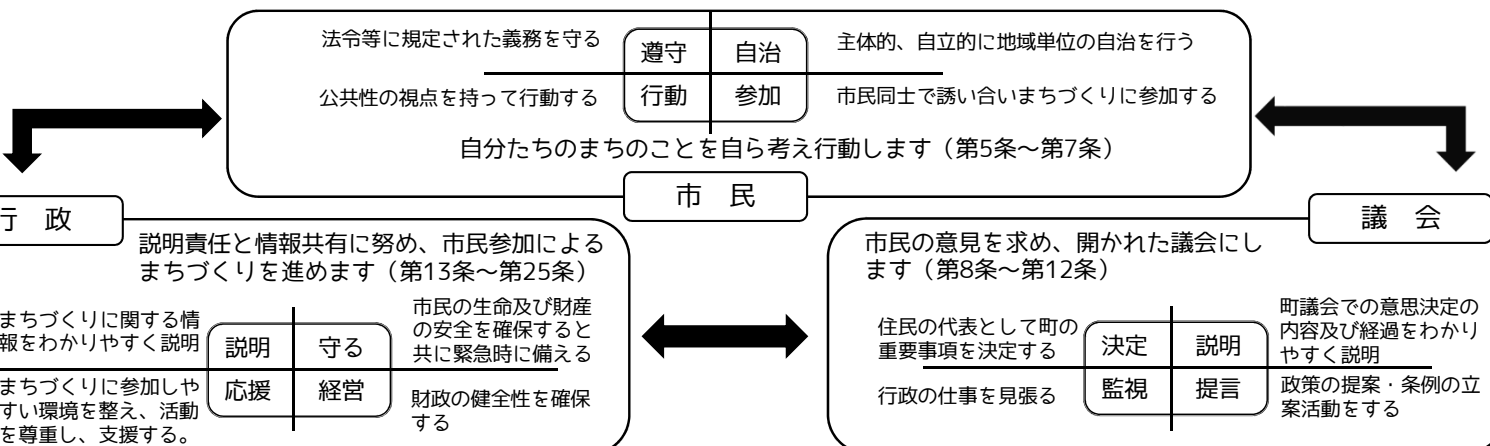 法令等に規定された義務を守る
遵守
自治
主体的、自立的に地域単位の自治を行う
公共性の視点を持って行動する
行動
参加
市民同士で誘い合いまちづくりに参加する
自分たちのまちのことを自ら考え行動します（第5条～第7条）
市　民
行　政
説明責任と情報共有に努め、市民参加による
まちづくりを進めます（第13条～第25条）
まちづくりに関する情
報をわかりやすく説明
説明
守る
市民の生命及び財産
の安全を確保すると
共に緊急時に備える
まちづくりに参加しや
すい環境を整え、活動
を尊重し、支援する。
応援
経営
財政の健全性を確保
する
議　会
市民の意見を求め、開かれた議会にし
ます（第8条～第12条）
住民の代表として町の
重要事項を決定する
決定
説明
町議会での意思決定の
内容及び経過をわかり
やすく説明
行政の仕事を見張る
監視
提言
政策の提案・条例の立
案活動をする